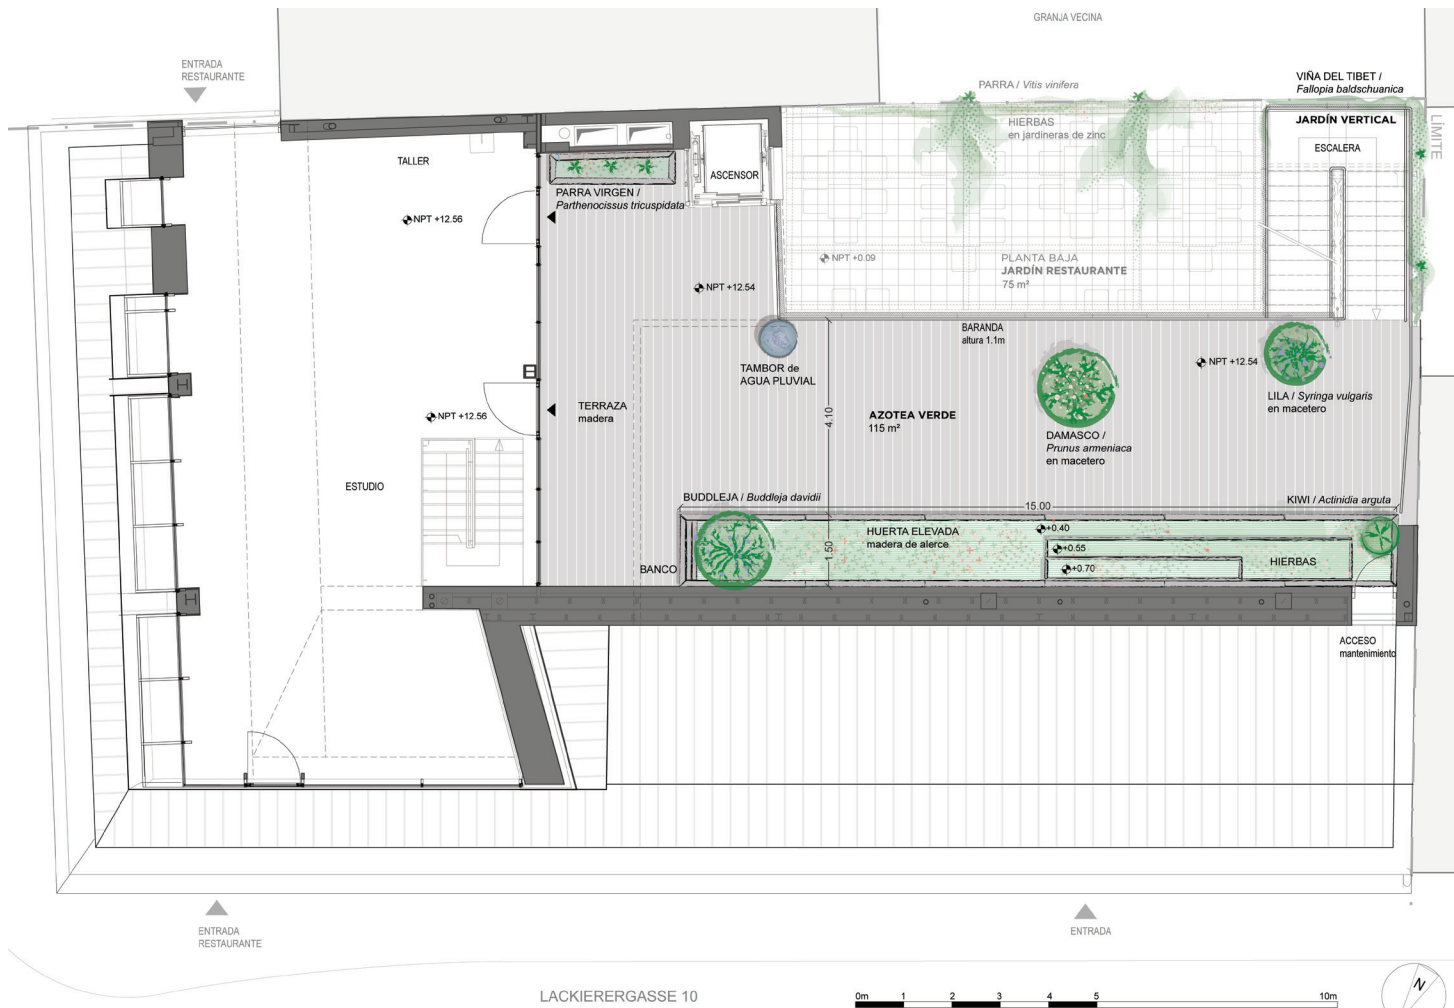 GRANJA VECINA
ENTRADA
RESTAURANTE
VIÑA DEL TIBET /
Fallopia baldschuanica
PARRA / Vitis vinifera
HIERBAS
en jardineras de zinc
JARDÍN VERTICAL
LÍMITE
ESCALERA
TALLER
ASCENSOR
PARRA VIRGEN /
Parthenocissus tricuspidata
NPT +12.56
NPT +0.09
PLANTA BAJA
JARDÍN RESTAURANTE
75 m²
NPT +12.54
BARANDA
altura 1.1m
TAMBOR de
AGUA PLUVIAL
NPT +12.54
LILA / Syringa vulgaris
en macetero
TERRAZA
madera
NPT +12.56
4.10
AZOTEA VERDE
115 m²
DAMASCO /
Prunus armeniaca
en macetero
ESTUDIO
BUDDLEJA / Buddleja davidii
15.00
KIWI / Actinidia arguta
HUERTA ELEVADA
madera de alerce
+0.40
+0.55
+0.70
1.50
HIERBAS
BANCO
ACCESO
mantenimiento
ENTRADA
RESTAURANTE
ENTRADA
LACKIERERGASSE 10
0m 1 2 3 4 5 10m
N